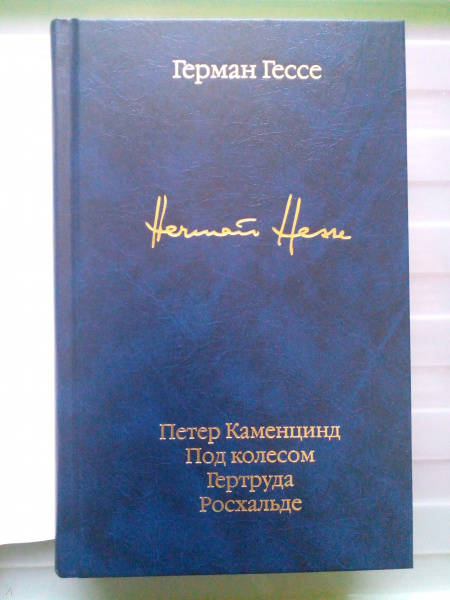 Герман Гессе
Hermann Hesse
Петер Каменцинд
Под колесом
Гертруда
Росхальде